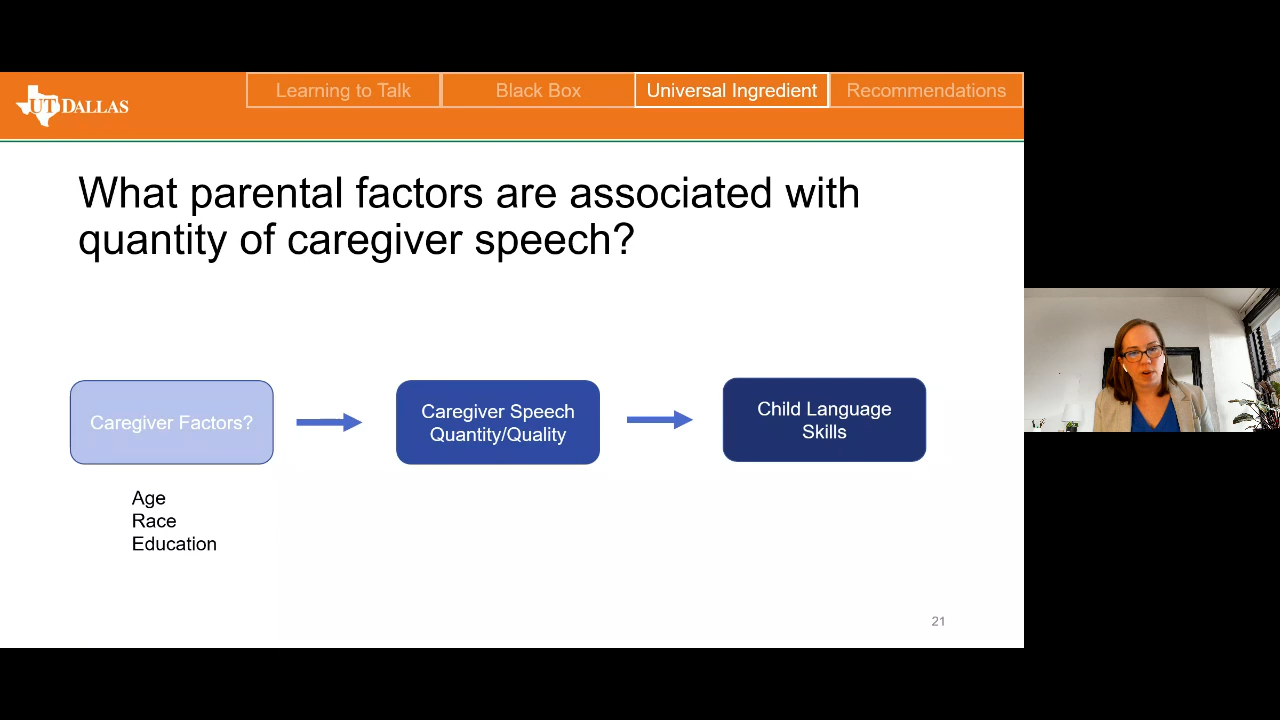 UT DALLAS
Learning to Talk
Black Box
Universal Ingredient
Recommendations
What parental factors are associated with
quantity of caregiver speech?
Caregiver Factors?
Caregiver Speech
Quantity/Quality
Child Language
Skills
Age
Race
Education
21